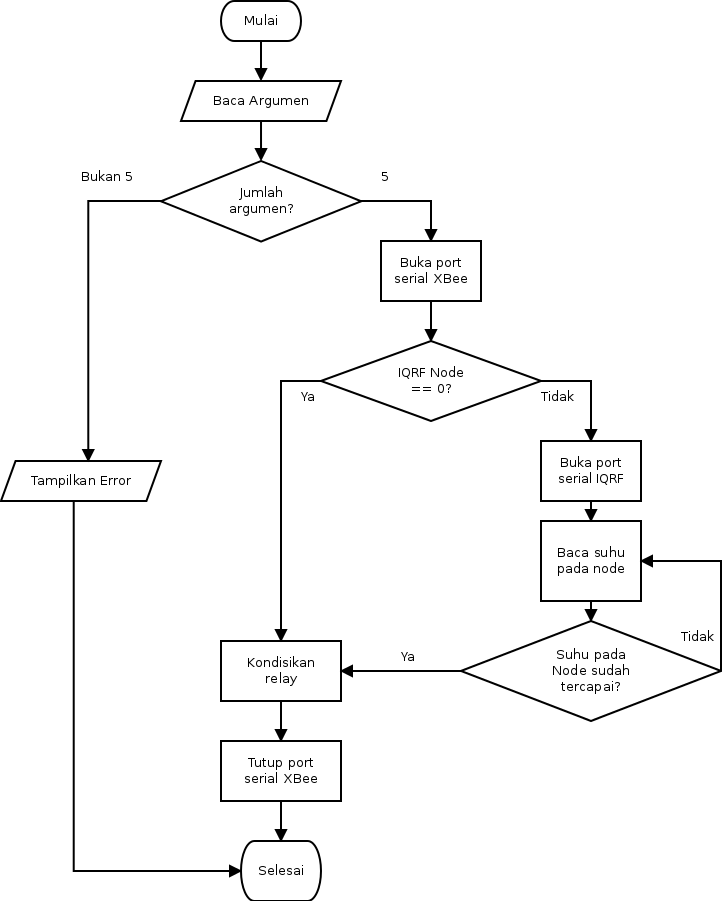 Mulai
Baca Argumen
Bukan 5
5
Jumlah
argumen?
Buka port
serial XBee
IQRF Node
== 0?
Ya
Tidak
Buka port
serial IQRF
Tampilkan Error
Baca suhu
pada node
Tidak
Suhu pada
Node sudah
tercapai?
Ya
Kondisikan
relay
Tutup port
serial XBee
Selesai